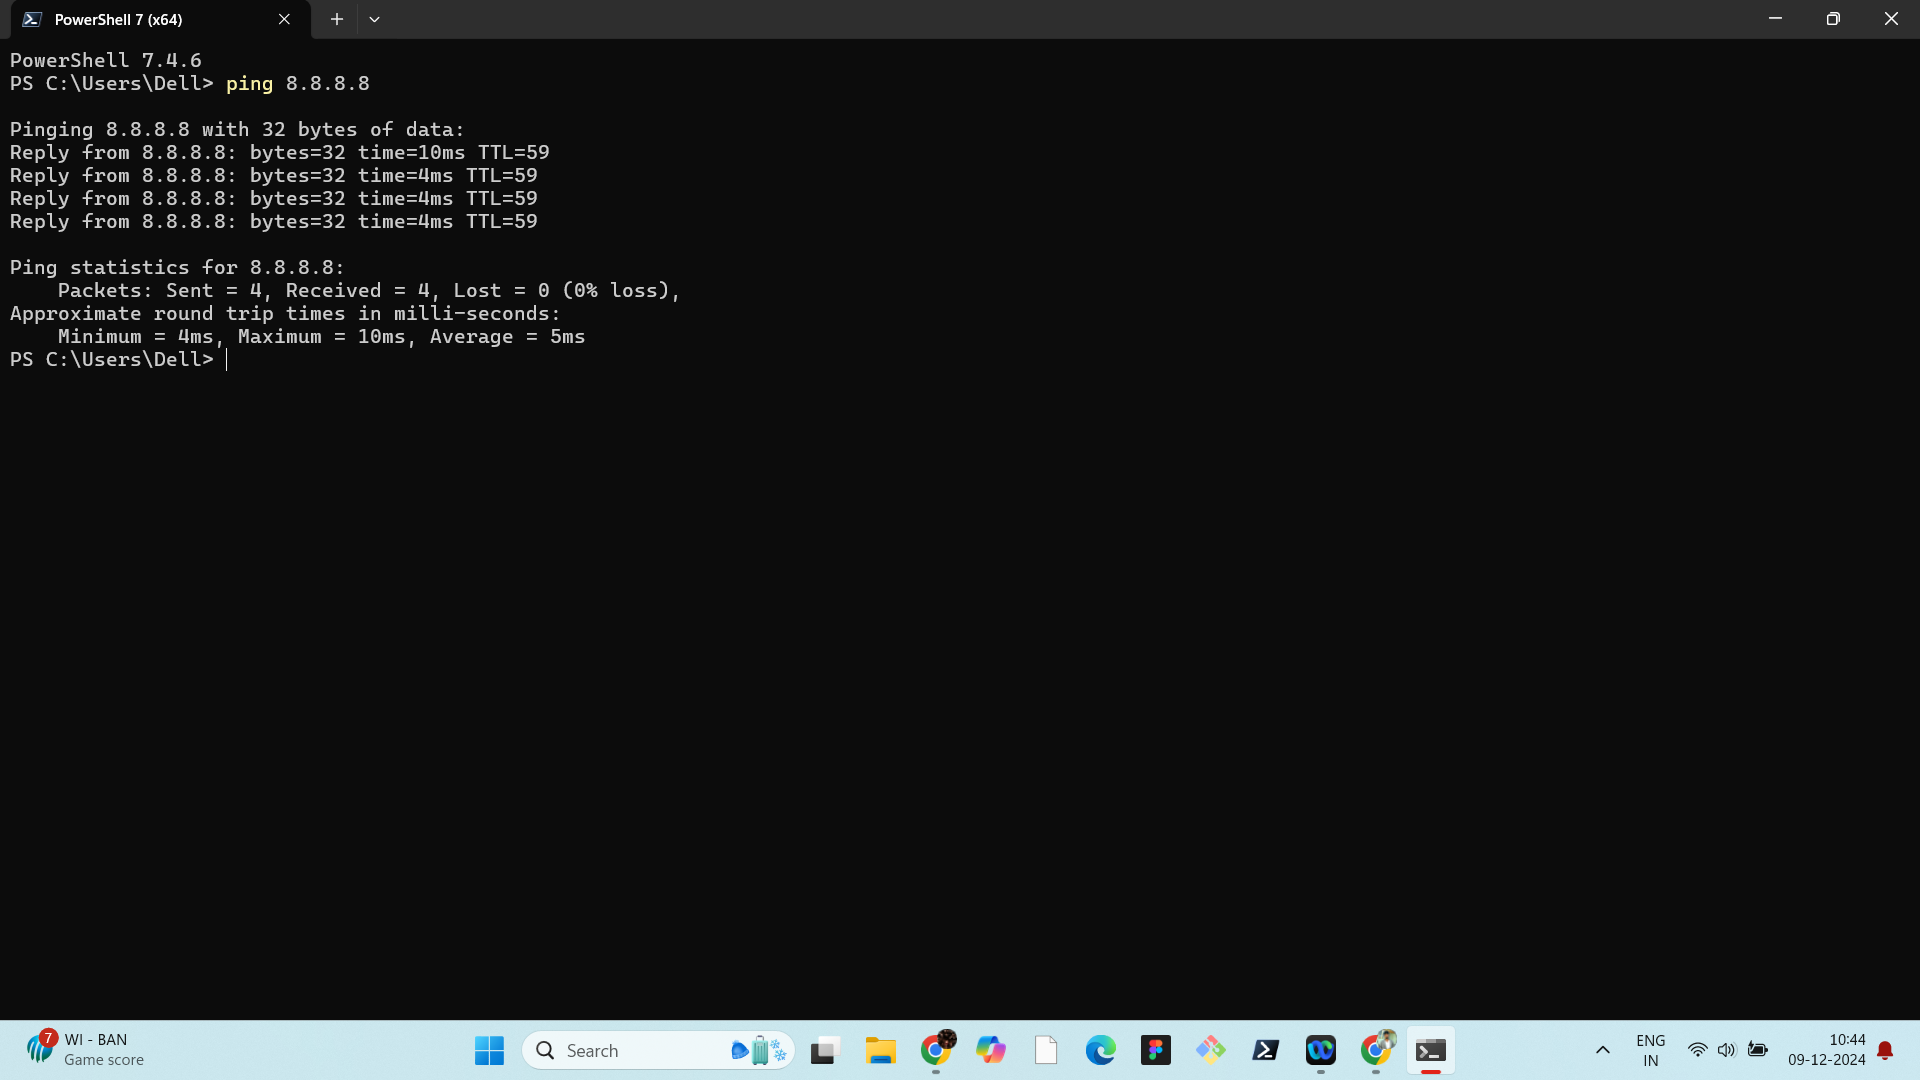 PowerShell 7 (x64)
PowerShell 7.4.6
PS C:\Users\Dell> ping 8.8.8.8
Pinging 8.8.8.8 with 32 bytes of data:
Reply from 8.8.8.8: bytes=32 time=10ms TTL=59
Reply from 8.8.8.8: bytes=32 time=4ms TTL=59
Reply from 8.8.8.8: bytes=32 time=4ms TTL=59
Reply from 8.8.8.8: bytes=32 time=4ms TTL=59
Ping statistics for 8.8.8.8:
    Packets: Sent = 4, Received = 4, Lost = 0 (0% loss),
Approximate round trip times in milli-seconds:
    Minimum = 4ms, Maximum = 10ms, Average = 5ms
PS C:\Users\Dell>
7
WI - BAN
Game score
Search
ENG
IN
10:44
09-12-2024